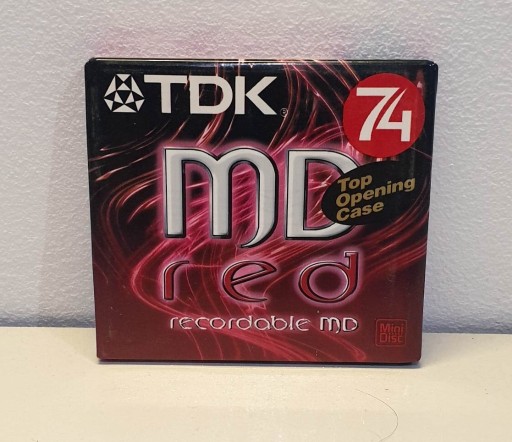 TDK
74
MD
Top
Opening
Case
red
recordable MD
Mini
Disc